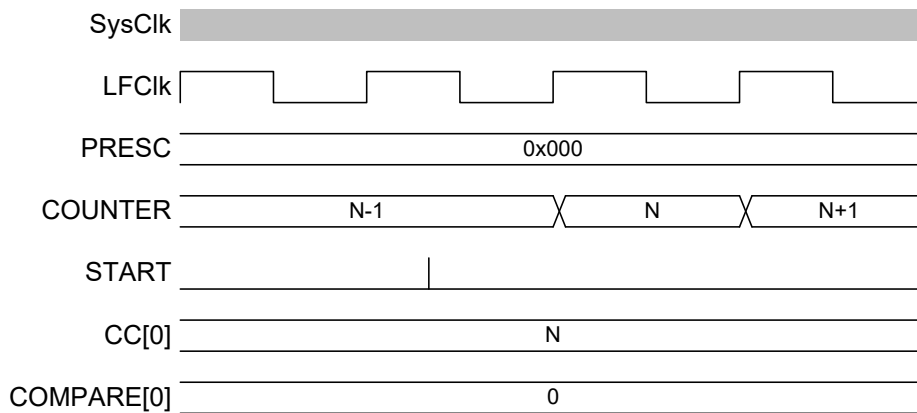 SysClk
LFClk
PRESC 0x000
COUNTER N-1 N N+1
START
CC[0] N
COMPARE[0] 0